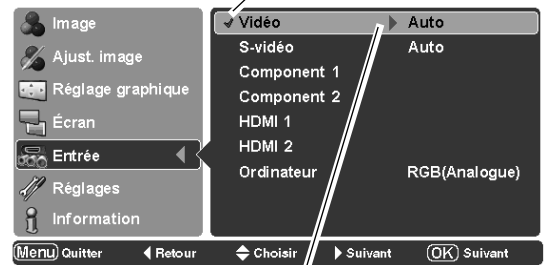 Image
Ajust. image
Réglage graphique
Écran
Entrée
Réglages
Information
Vidéo Auto
S-vidéo Auto
Component 1
Component 2
HDMI 1
HDMI 2
Ordinateur RGB(Analogue)
Menu Quitter Retour Choisir Suivant OK Suivant